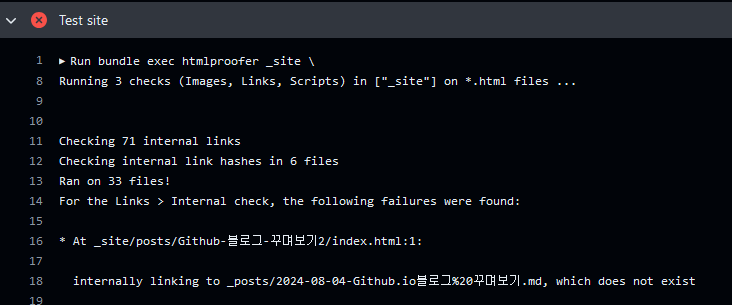 Test site
1 Run bundle exec htmlproofer _site \
8 Running 3 checks (Images, Links, Scripts) in ["_site"] on *.html files ...
9
10
11 Checking 71 internal links
12 Checking internal link hashes in 6 files
13 Ran on 33 files!
14 For the Links > Internal check, the following failures were found:
15
16 * At _site/posts/Github-블로그-꾸며보기2/index.html:1:
17
18 internally linking to _posts/2024-08-04-Github.io블로그%20꾸며보기.md, which does not exist
19